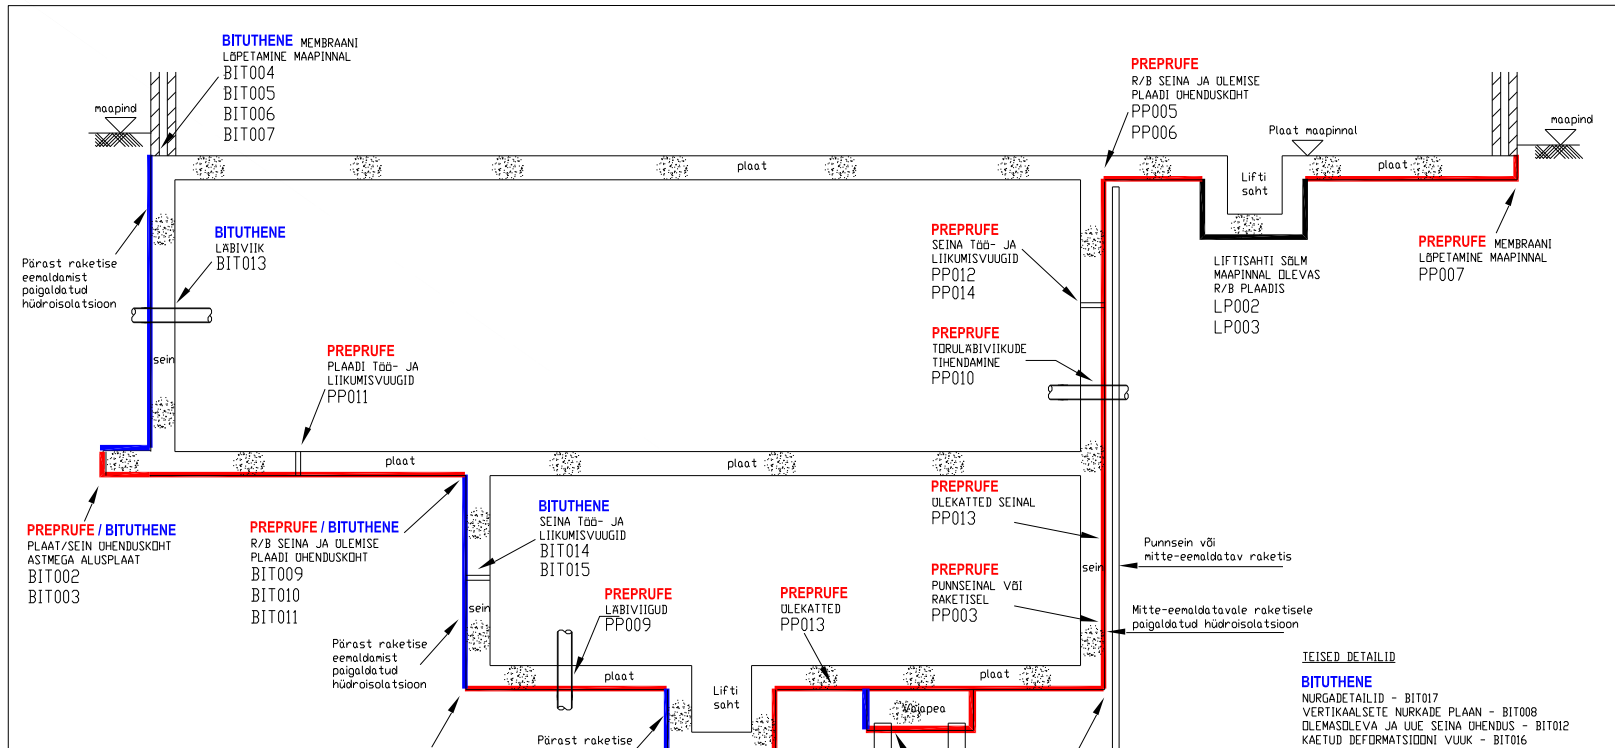 BITUTHENE MEMBRAANI
LÕPETAMINE MAAPINNAL
BIT004
BIT005
BIT006
BIT007
maapind
PREPRUFE
R/B SEINA JA ÜLEMISE
PLAADI ÜHENDUSKOHT
PP005
PP006
Plaat maapinnal
maapind
plaat
plaat
Lifti
saht
BITUTHENE
LÄBIVIIK
BIT013
Pärast raketise
eemaldamist
paigaldatud
hüdroisolatsioon
sein
PREPRUFE
SEINA TÖÖ- JA
LIIKUMISVUUGID
PP012
PP014
PREPRUFE
TORULÄBIVIIKUDE
TIHENDAMINE
PP010
LIFTISAHTI SÕLM
MAAPINNAL OLEVAS
R/B PLAADIS
LP002
LP003
PREPRUFE MEMBRAANI
LÕPETAMINE MAAPINNAL
PP007
PREPRUFE
PLAADI TÖÖ- JA
LIIKUMISVUUGID
PP011
plaat
plaat
PREPRUFE / BITUTHENE
PLAAT/SEIN ÜHENDUSKOHT
ASTMEGA ALUSPLAAT
BIT002
BIT003
PREPRUFE / BITUTHENE
R/B SEINA JA ÜLEMISE
PLAADI ÜHENDUSKOHT
BIT009
BIT010
BIT011
BITUTHENE
SEINA TÖÖ- JA
LIIKUMISVUUGID
BIT014
BIT015
sein
PREPRUFE
ÜLEKATTED SEINAL
PP013
PREPRUFE
PUNNSEINAL VÕI
RAKETISEL
PP003
sein
Punnsein või
mitte-eemaldatav raketis
Mitte-eemaldatavale raketisele
paigaldatud hüdroisolatsioon
PREPRUFE
LÄBIVIIGUD
PP009
PREPRUFE
ÜLEKATTED
PP013
Pärast raketise
eemaldamist
paigaldatud
hüdroisolatsioon
plaat
Lifti
saht
plaat
Vaiapea
Pärast raketise
TEISED DETAILID
BITUTHENE
NURGADETAILID - BIT017
VERTIKAALSETE NURKADE PLAAN - BIT008
OLEMASOLEVA JA UUE SEINA ÜHENDUS - BIT012
KAETUD DEFORMATSIOONI VUUK - BIT016